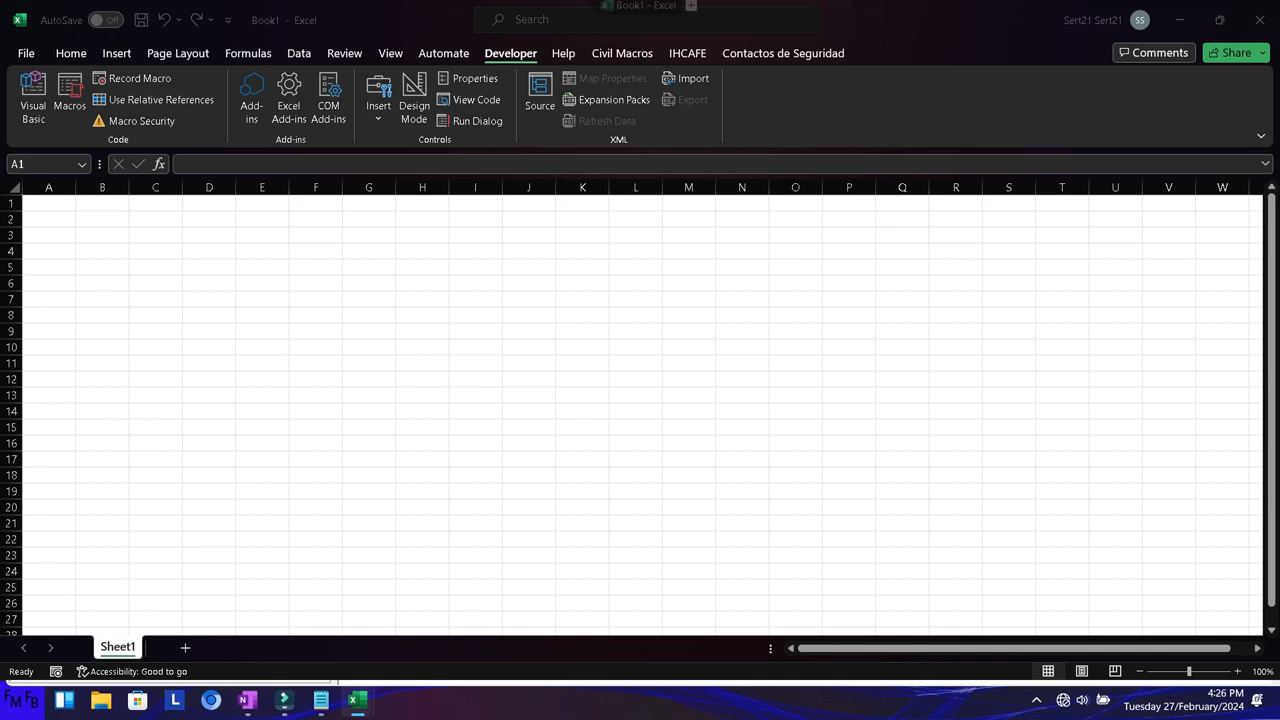 Book1 - Excel
AutoSave Off Book1 - Excel Search Sert21 Sert21 SS
File Home Insert Page Layout Formulas Data Review View Automate Developer Help Civil Macros IHCAFE Contactos de Seguridad Comments Share
Visual Basic
Macros
Record Macro
Use Relative References
Macro Security
Code
Add-ins
Excel Add-ins
COM Add-ins
Add-ins
Insert
Design Mode
Properties
View Code
Run Dialog
Controls
Source
Map Properties
Expansion Packs
Refresh Data
Import
Export
XML
A1 fx
A B C D E F G H I J K L M N O P Q R S T U V W
1
2
3
4
5
6
7
8
9
10
11
12
13
14
15
16
17
18
19
20
21
22
23
24
25
26
27
28
Sheet1
Ready Accessibility: Good to go 100%
FM FB
L
4:26 PM
Tuesday 27/February/2024